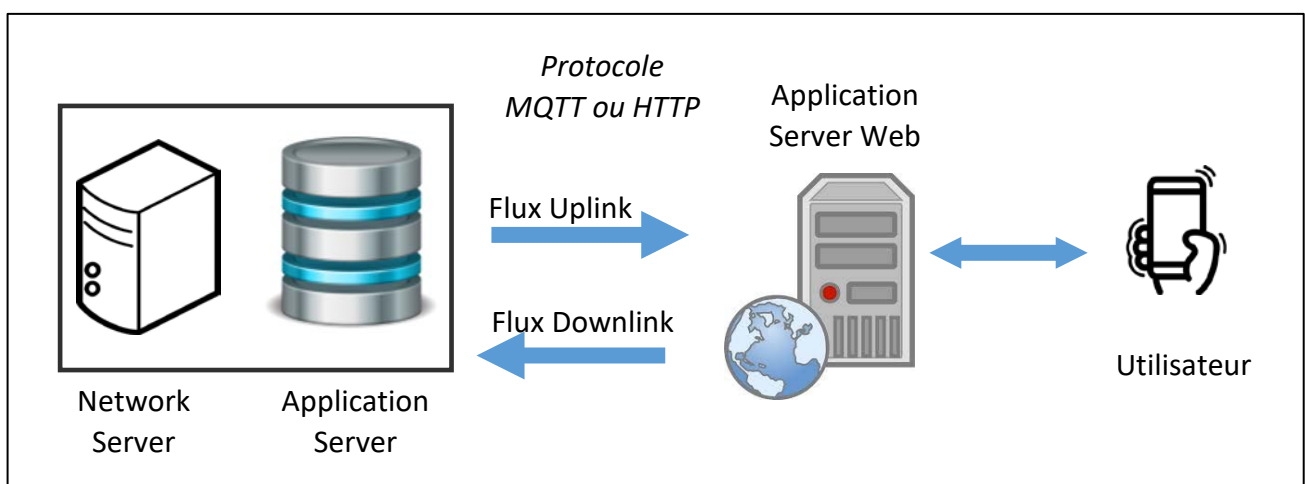 Protocole
MQTT ou HTTP
Application
Server Web
Flux Uplink
Flux Downlink
Utilisateur
Network
Server
Application
Server